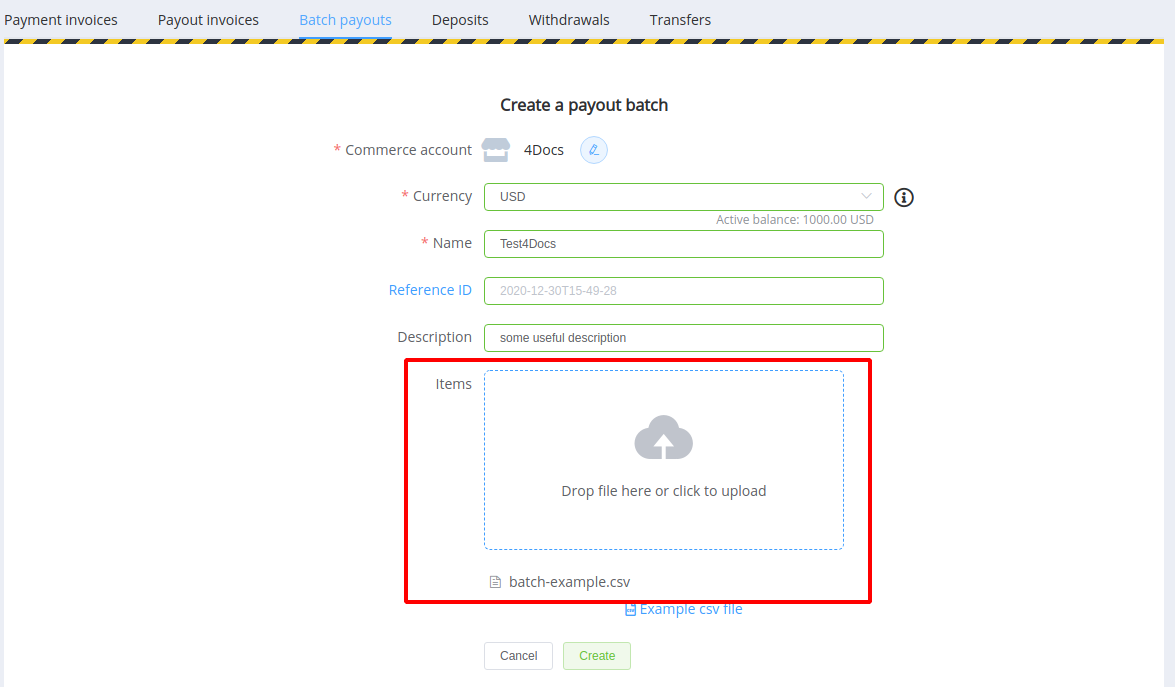 Payment invoices Payout invoices Batch payouts Deposits Withdrawals Transfers
Create a payout batch
* Commerce account 4Docs
* Currency USD
Active balance: 1000.00 USD
* Name Test4Docs
Reference ID 2020-12-30T15-49-28
Description some useful description
Items
Drop file here or click to upload
batch-example.csv
Example csv file
Cancel Create